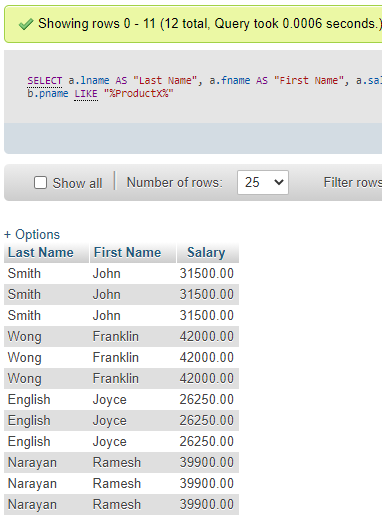 Showing rows 0 - 11 (12 total, Query took 0.0006 seconds.)
SELECT a.lname AS "Last Name", a.fname AS "First Name", a.sal
b.pname LIKE "%ProductX%"
Show all Number of rows: 25 Filter rows
+ Options
Last Name First Name Salary
Smith John 31500.00
Smith John 31500.00
Smith John 31500.00
Wong Franklin 42000.00
Wong Franklin 42000.00
Wong Franklin 42000.00
English Joyce 26250.00
English Joyce 26250.00
English Joyce 26250.00
Narayan Ramesh 39900.00
Narayan Ramesh 39900.00
Narayan Ramesh 39900.00